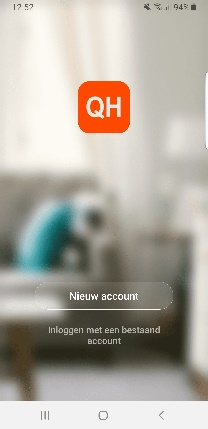 12:52
94%
QH
Nieuw account
Inloggen met een bestaand
account